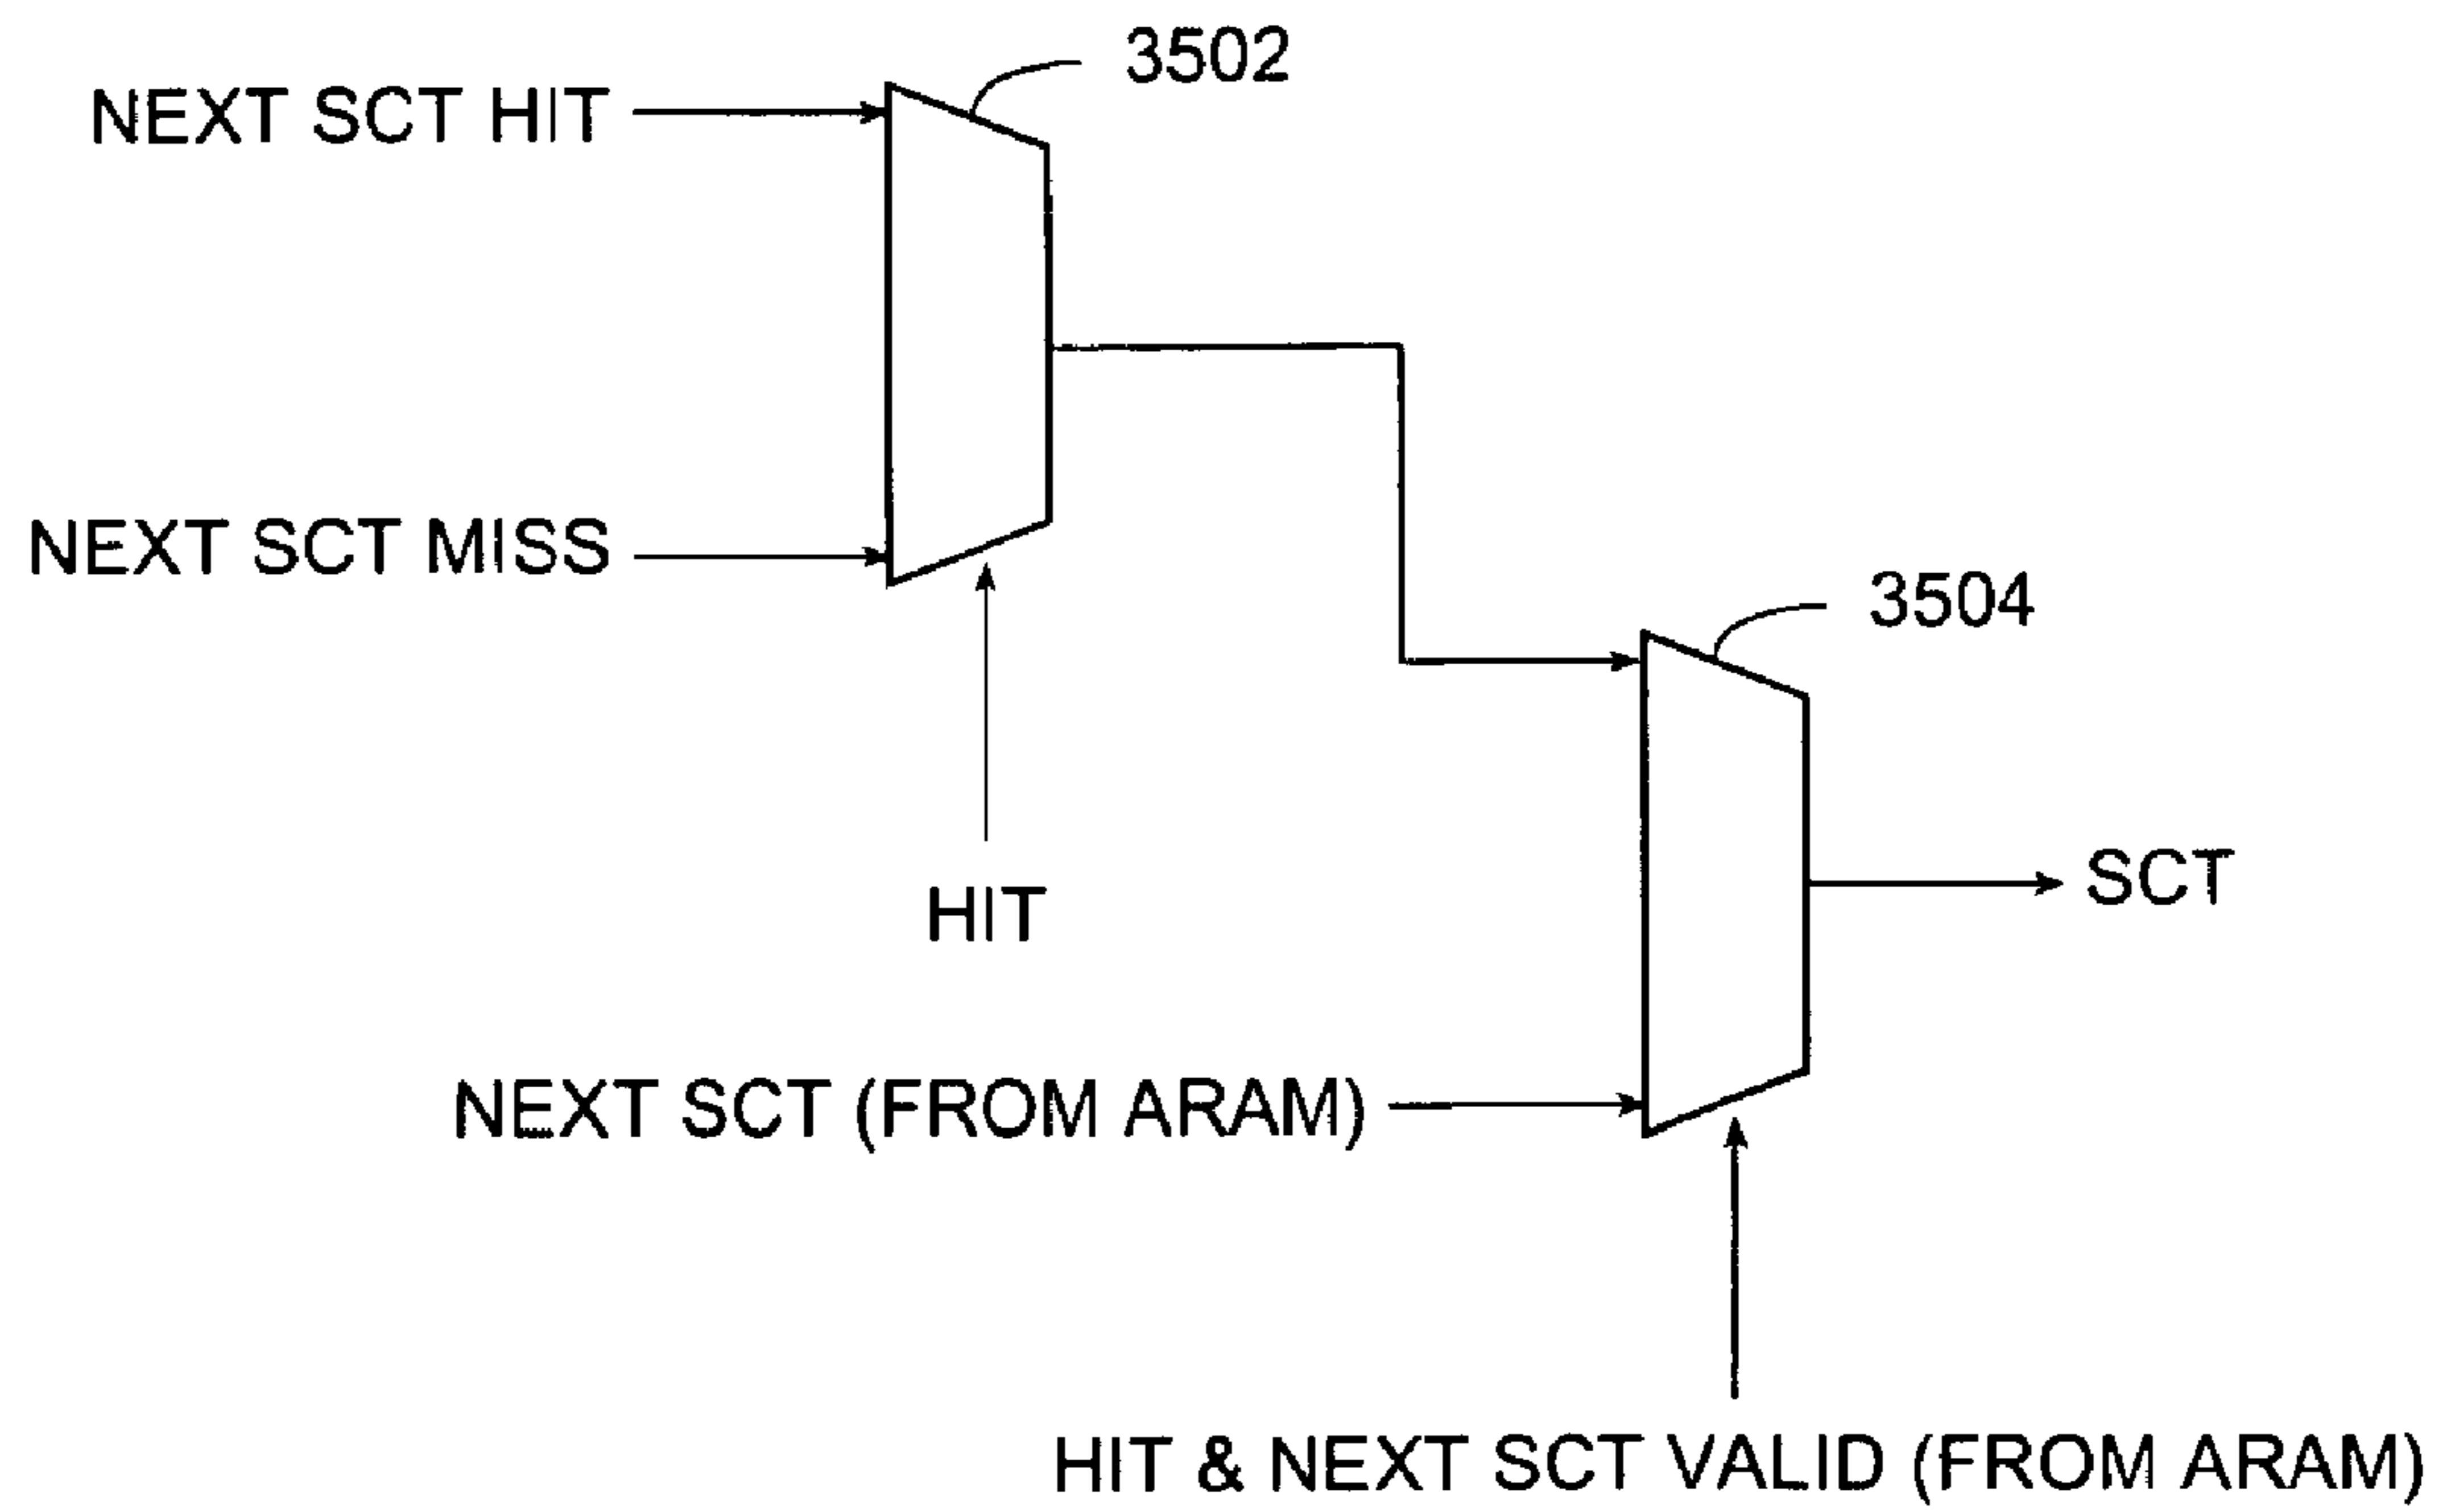 3502
NEXT SCT HIT
NEXT SCT MISS
3504
SCT
HIT
NEXT SCT (FROM ARAM)
HIT & NEXT SCT VALID (FROM ARAM)